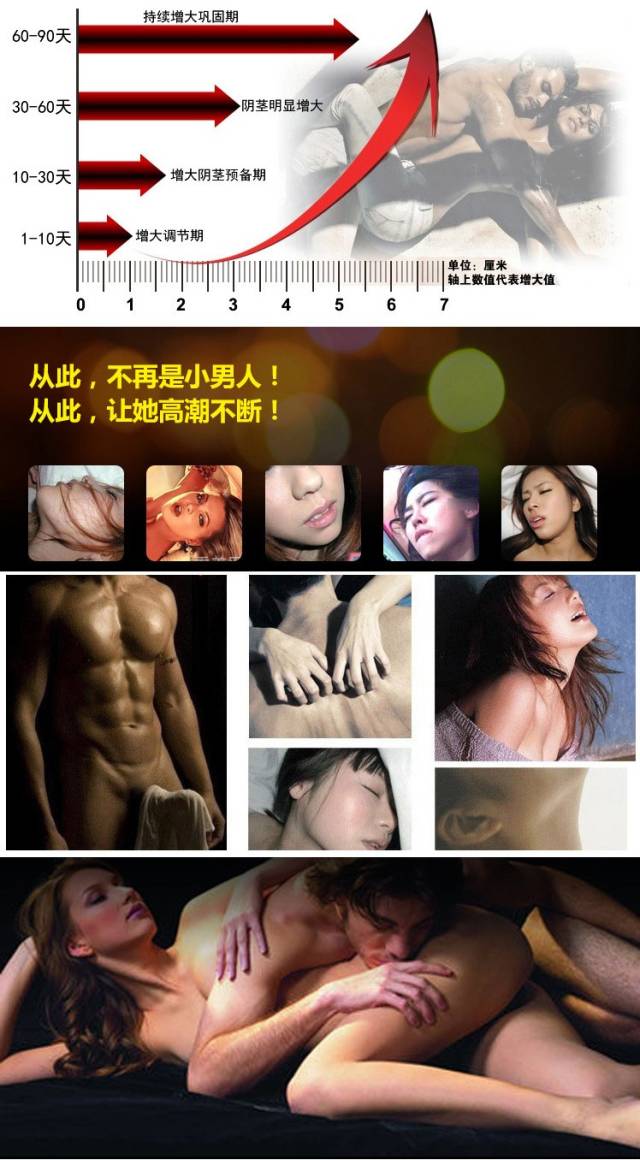 60-90天
持续增大巩固期
30-60天
阴茎明显增大
10-30天
增大阴茎预备期
1-10天
增大调节期
0 1 2 3 4 5 6 7
单位：厘米
轴上数值代表增大值
从此，不再是小男人！
从此，让她高潮不断！